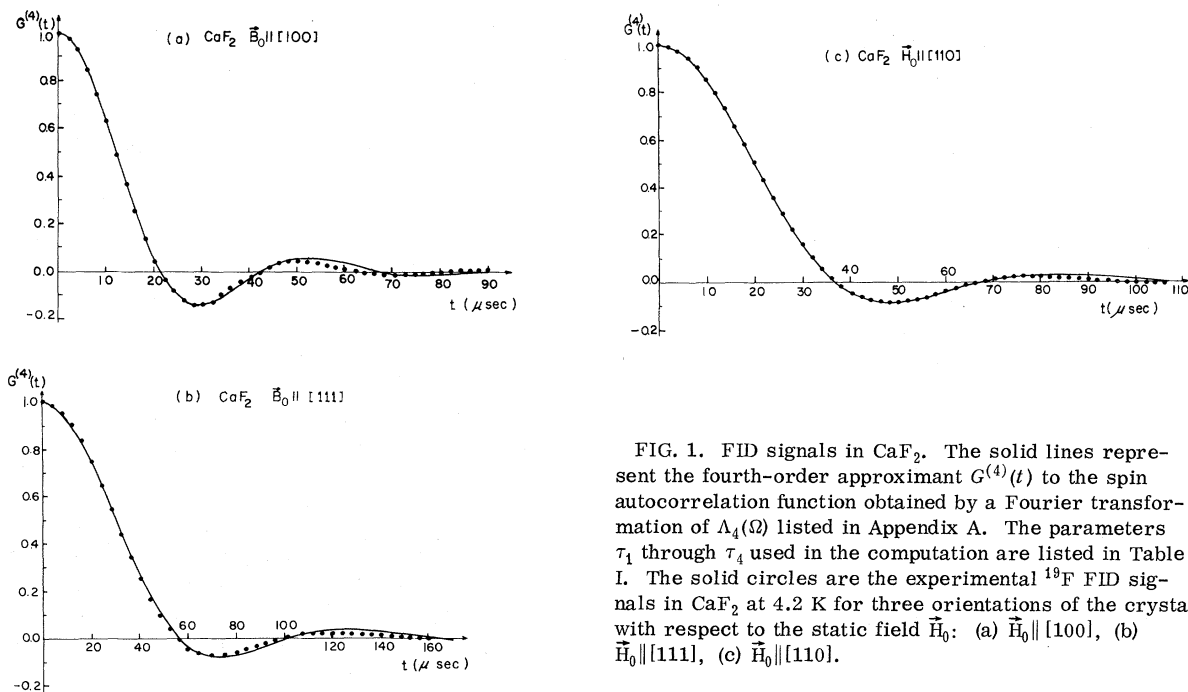 G⁽⁴⁾(t)
(a) CaF₂ B⃗₀||[100]
1.0
0.8
0.6
0.4
0.2
0.0
-0.2
10 20 30 40 50 60 70 80 90
t (μsec)
G⁽⁴⁾(t)
(c) CaF₂ H⃗₀||[110]
1.0
0.8
0.6
0.4
0.2
0.0
-0.2
40 60
10 20 30 50 70 80 90 100 110
t(μsec)
G⁽⁴⁾(t)
(b) CaF₂ B⃗₀|| [111]
1.0
0.8
0.6
0.4
0.2
0.0
-0.2
60 80 100
20 40 120 140 160
t (μ sec)
FIG. 1. FID signals in CaF₂. The solid lines repre-
sent the fourth-order approximant G⁽⁴⁾(t) to the spin
autocorrelation function obtained by a Fourier transfor-
mation of Λ₄(Ω) listed in Appendix A. The parameters
τ₁ through τ₄ used in the computation are listed in Table
I. The solid circles are the experimental ¹⁹F FID sig-
nals in CaF₂ at 4.2 K for three orientations of the crysta
with respect to the static field H⃗₀: (a) H⃗₀|| [100], (b)
H⃗₀||[111], (c) H⃗₀||[110].